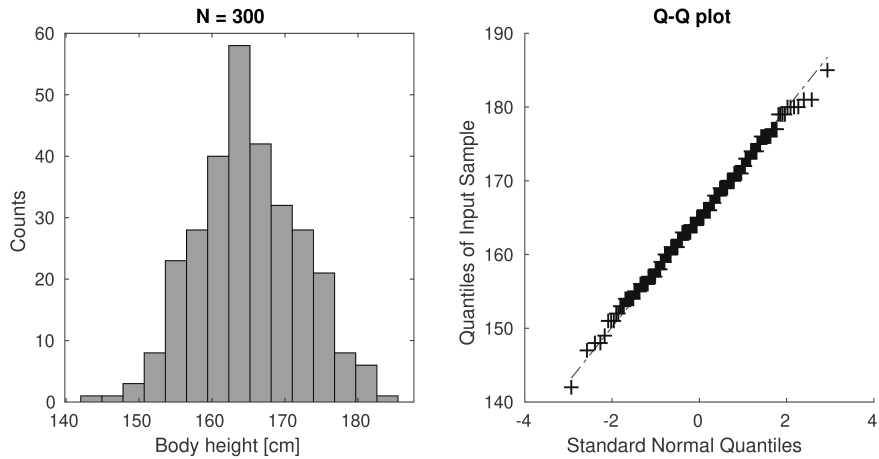 N = 300
60
50
40
30
20
10
0
Counts
140 150 160 170 180
Body height [cm]
Q-Q plot
190
180
170
160
150
140
Quantiles of Input Sample
-4 -2 0 2 4
Standard Normal Quantiles